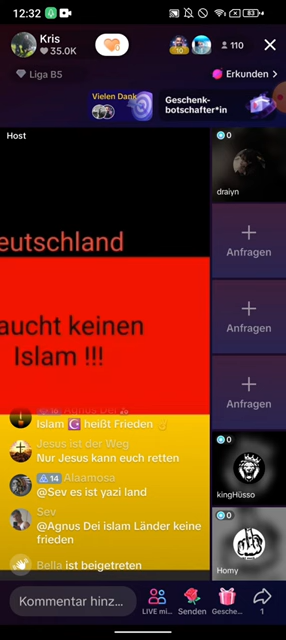 12:32
83
Kris
35.0K
10
110
Liga B5
Erkunden >
Vielen Dank
Geschenk-
botschafter*in
Host
0
draiyn
eutschland
Anfragen
aucht keinen
Islam !!!
Anfragen
Anfragen
Islam ☪️ heißt Frieden
Jesus ist der Weg
Nur Jesus kann euch retten
14 Alaamosa
@Sev es ist yazi land
Sev
@Agnus Dei islam Länder keine
frieden
Bella ist beigetreten
0
kingHüsso
0
Homy
Kommentar hinz...
LIVE mi...
Senden
Gesche...
1